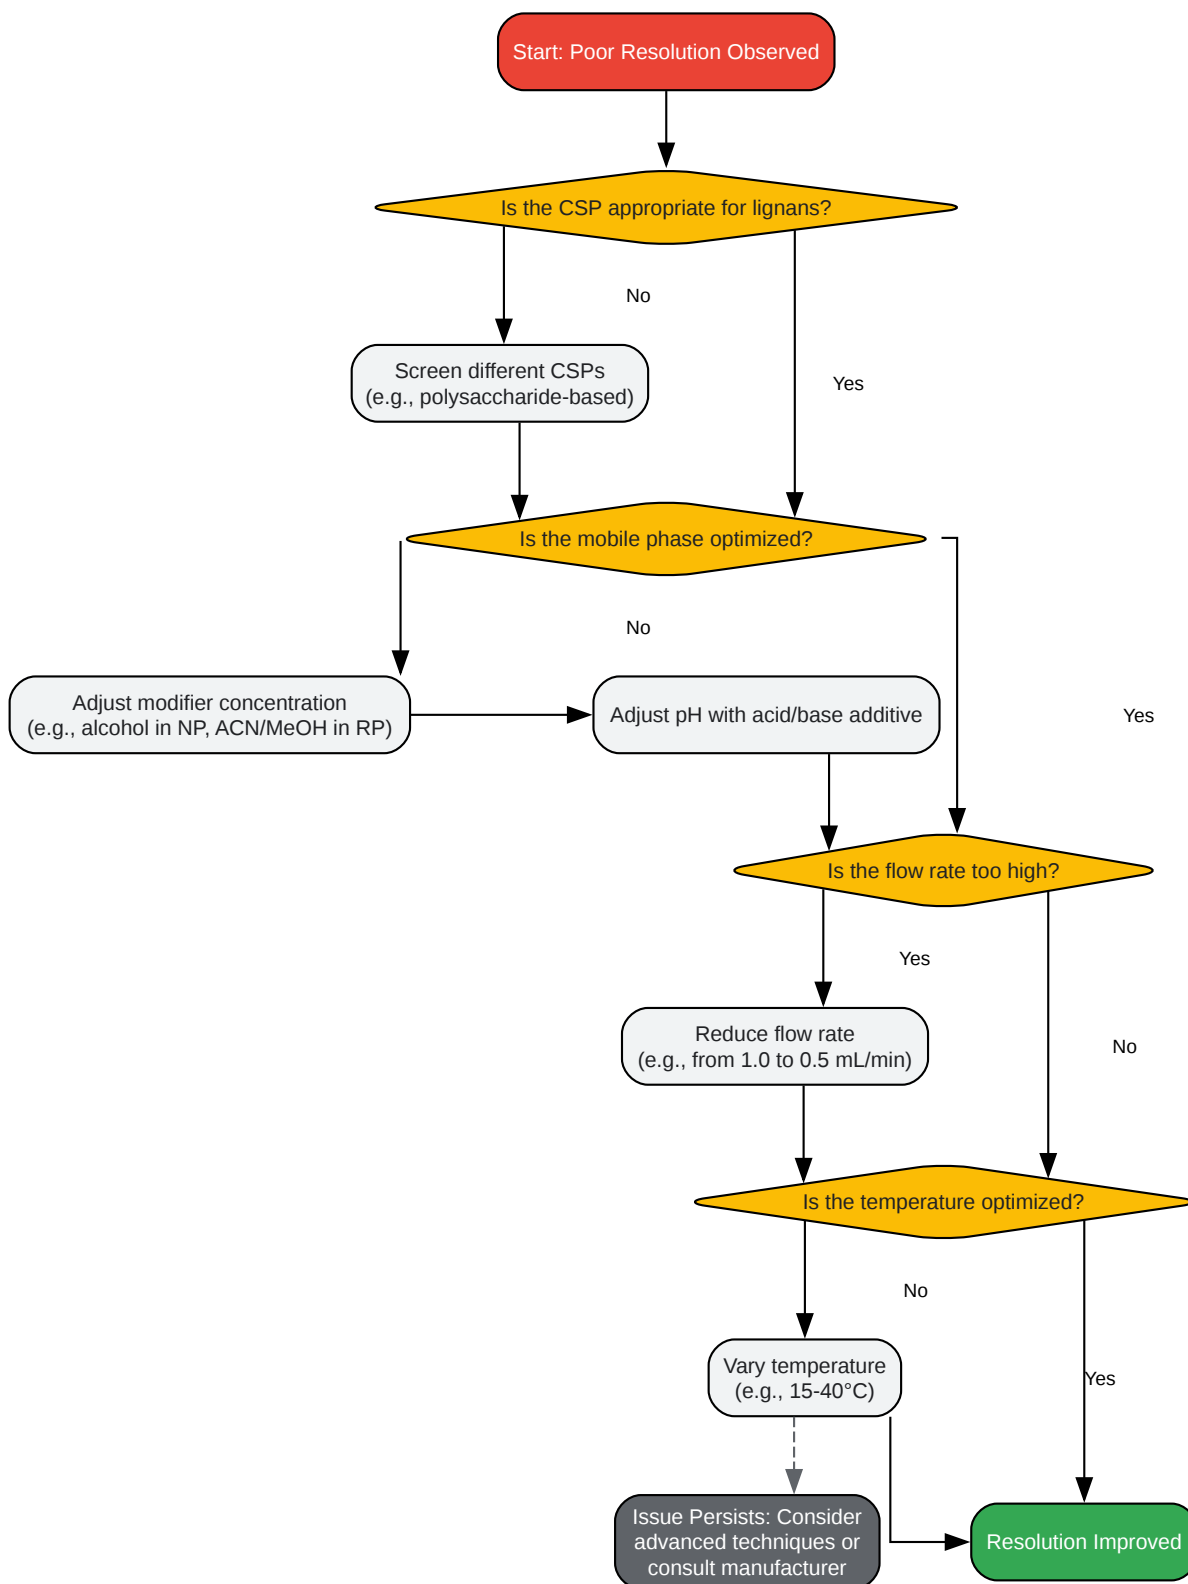 Start: Poor Resolution Observed
Is the CSP appropriate for lignans?
No
Screen different CSPs
(e.g., polysaccharide-based)
Yes
Is the mobile phase optimized?
No
Adjust modifier concentration
(e.g., alcohol in NP, ACN/MeOH in RP)
Adjust pH with acid/base additive
Yes
Is the flow rate too high?
Yes
Reduce flow rate
(e.g., from 1.0 to 0.5 mL/min)
No
Is the temperature optimized?
No
Vary temperature
(e.g., 15-40°C)
Yes
Issue Persists: Consider
advanced techniques or
consult manufacturer
Resolution Improved